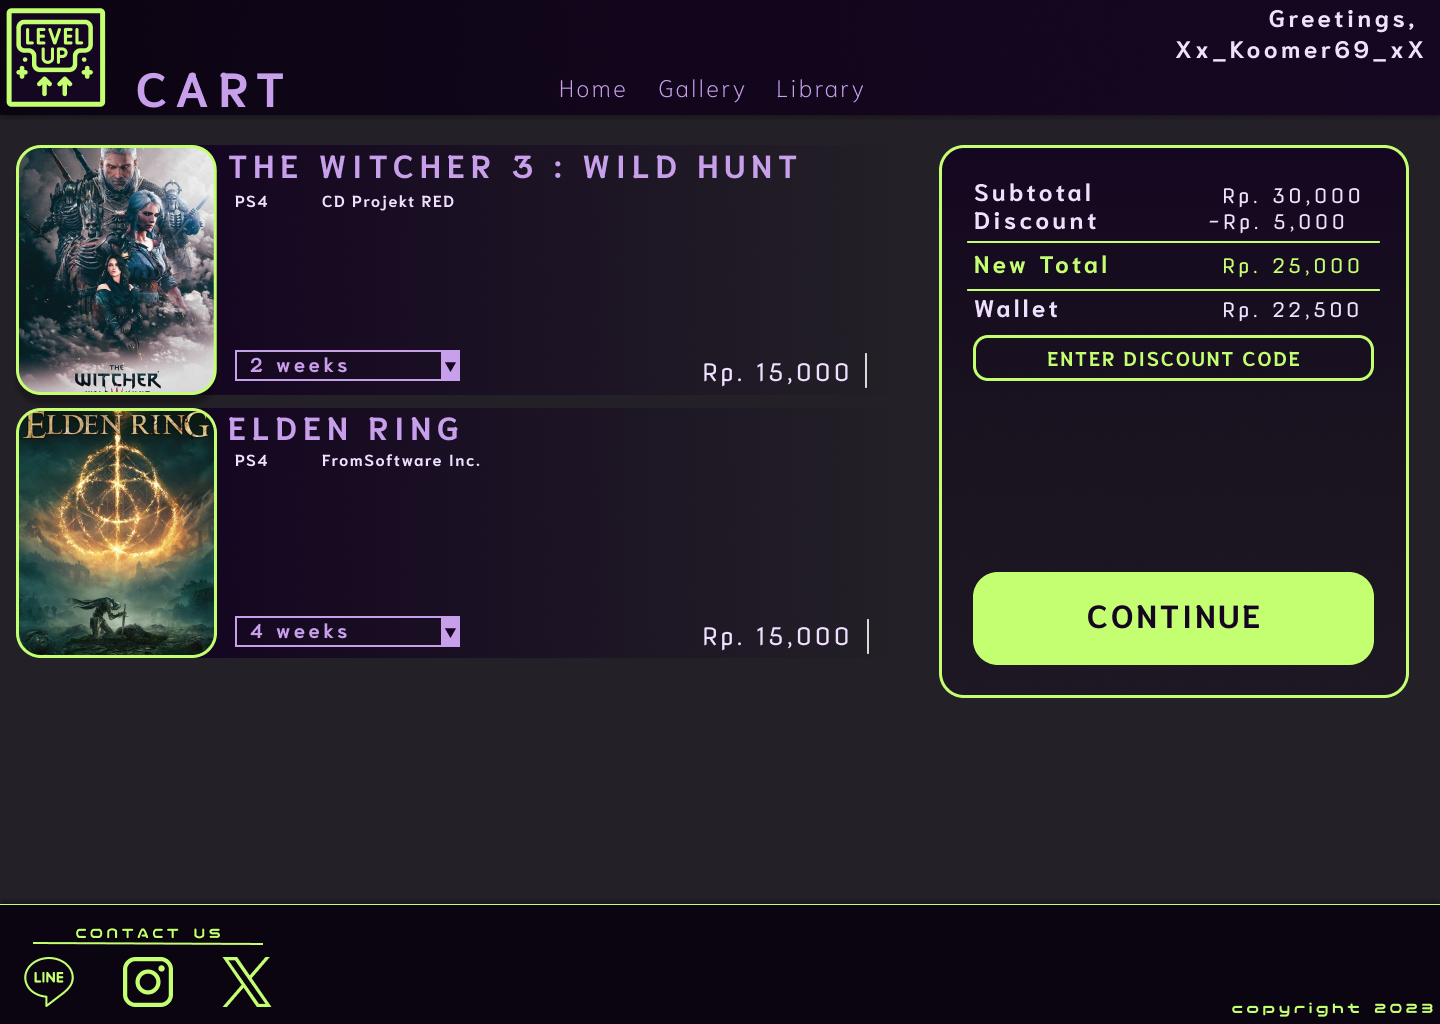 LEVEL
UP
CART
Home Gallery Library
Greetings,
Xx_Koomer69_xX
THE WITCHER 3 : WILD HUNT
PS4 CD Projekt RED
THE
WITCHER
2 weeks
Rp. 15,000
ELDEN RING
ELDEN RING
PS4 FromSoftware Inc.
4 weeks
Rp. 15,000
Subtotal Rp. 30,000
Discount -Rp. 5,000
New Total Rp. 25,000
Wallet Rp. 22,500
ENTER DISCOUNT CODE
CONTINUE
CONTACT US
LINE
copyright 2023